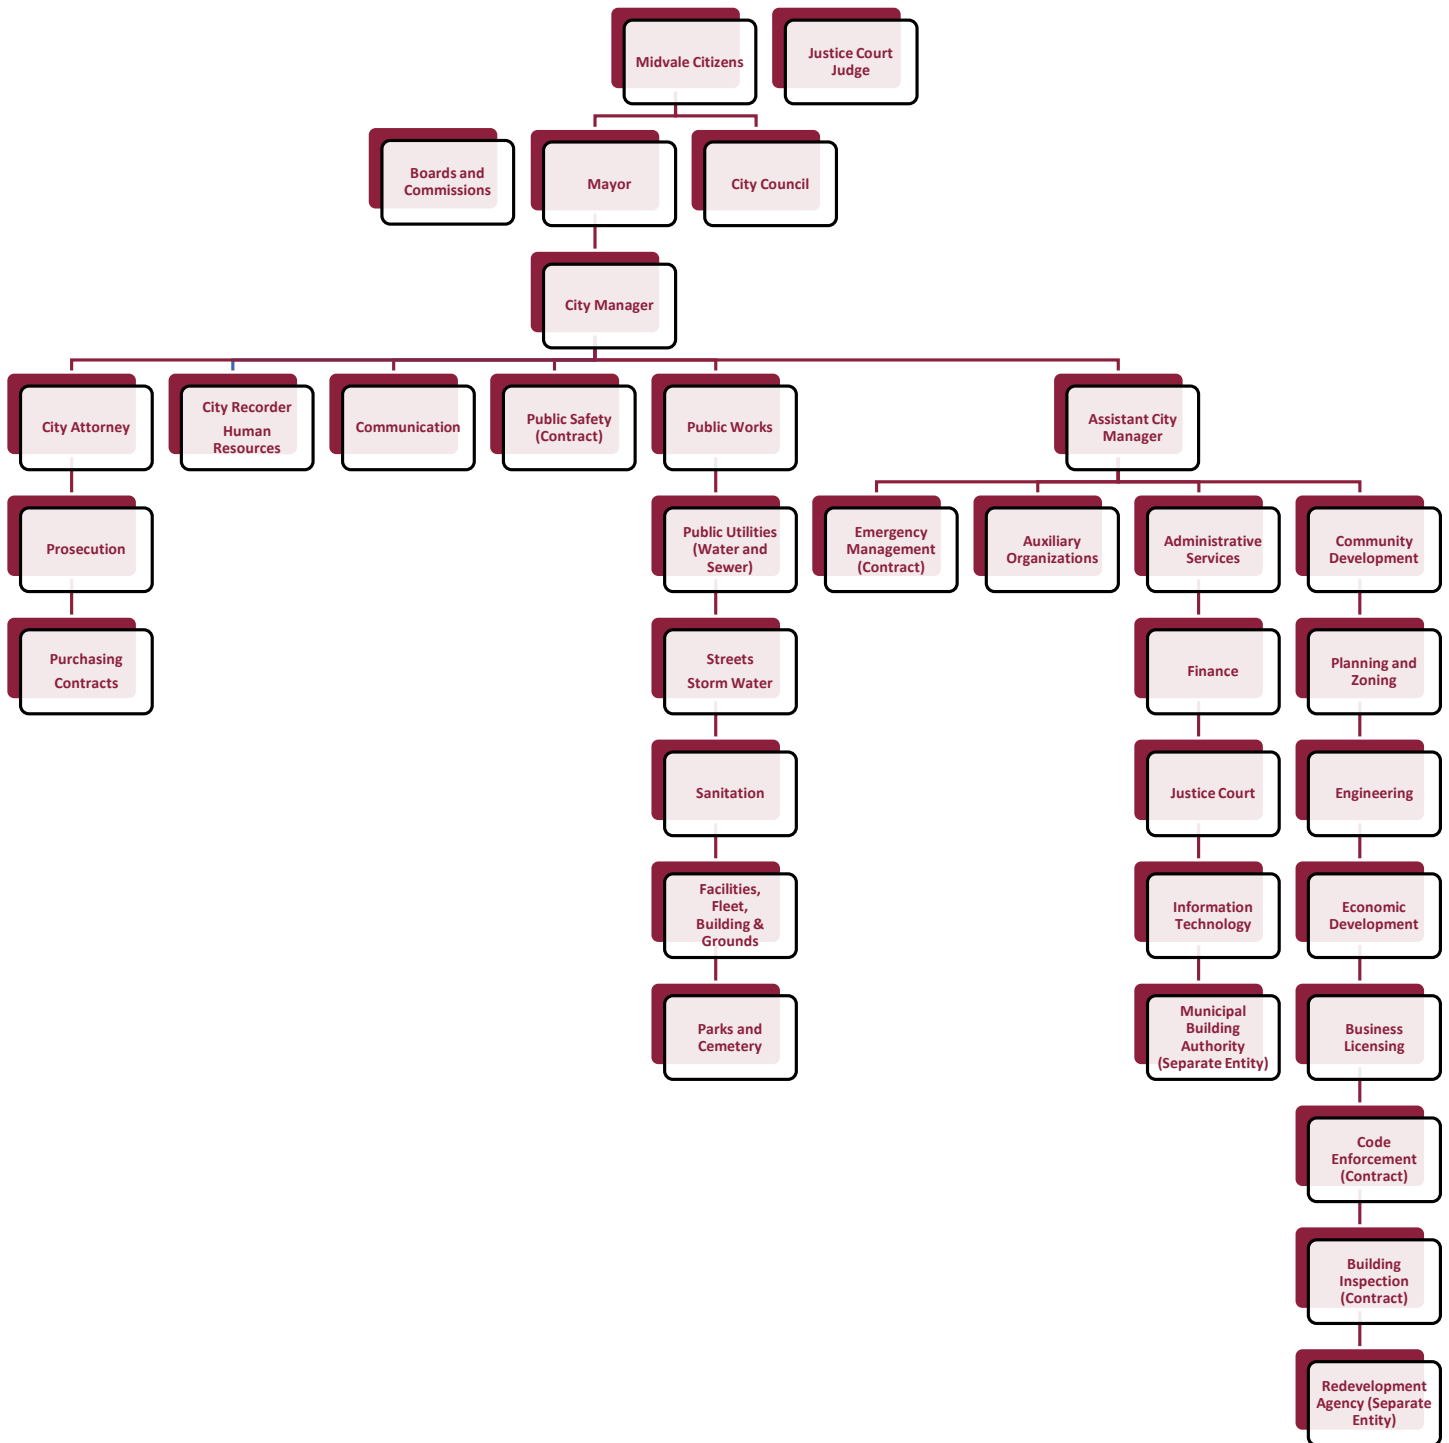 Midvale Citizens
Justice Court
Judge
Boards and
Commissions
Mayor
City Council
City Manager
City Attorney
City Recorder
Human
Resources
Communication
Public Safety
(Contract)
Public Works
Assistant City
Manager
Prosecution
Public Utilities
(Water and
Sewer)
Emergency
Management
(Contract)
Auxiliary
Organizations
Administrative
Services
Community
Development
Purchasing
Contracts
Streets
Storm Water
Finance
Planning and
Zoning
Sanitation
Justice Court
Engineering
Facilities,
Fleet,
Building &
Grounds
Information
Technology
Economic
Development
Parks and
Cemetery
Municipal
Building
Authority
(Separate Entity)
Business
Licensing
Code
Enforcement
(Contract)
Building
Inspection
(Contract)
Redevelopment
Agency (Separate
Entity)